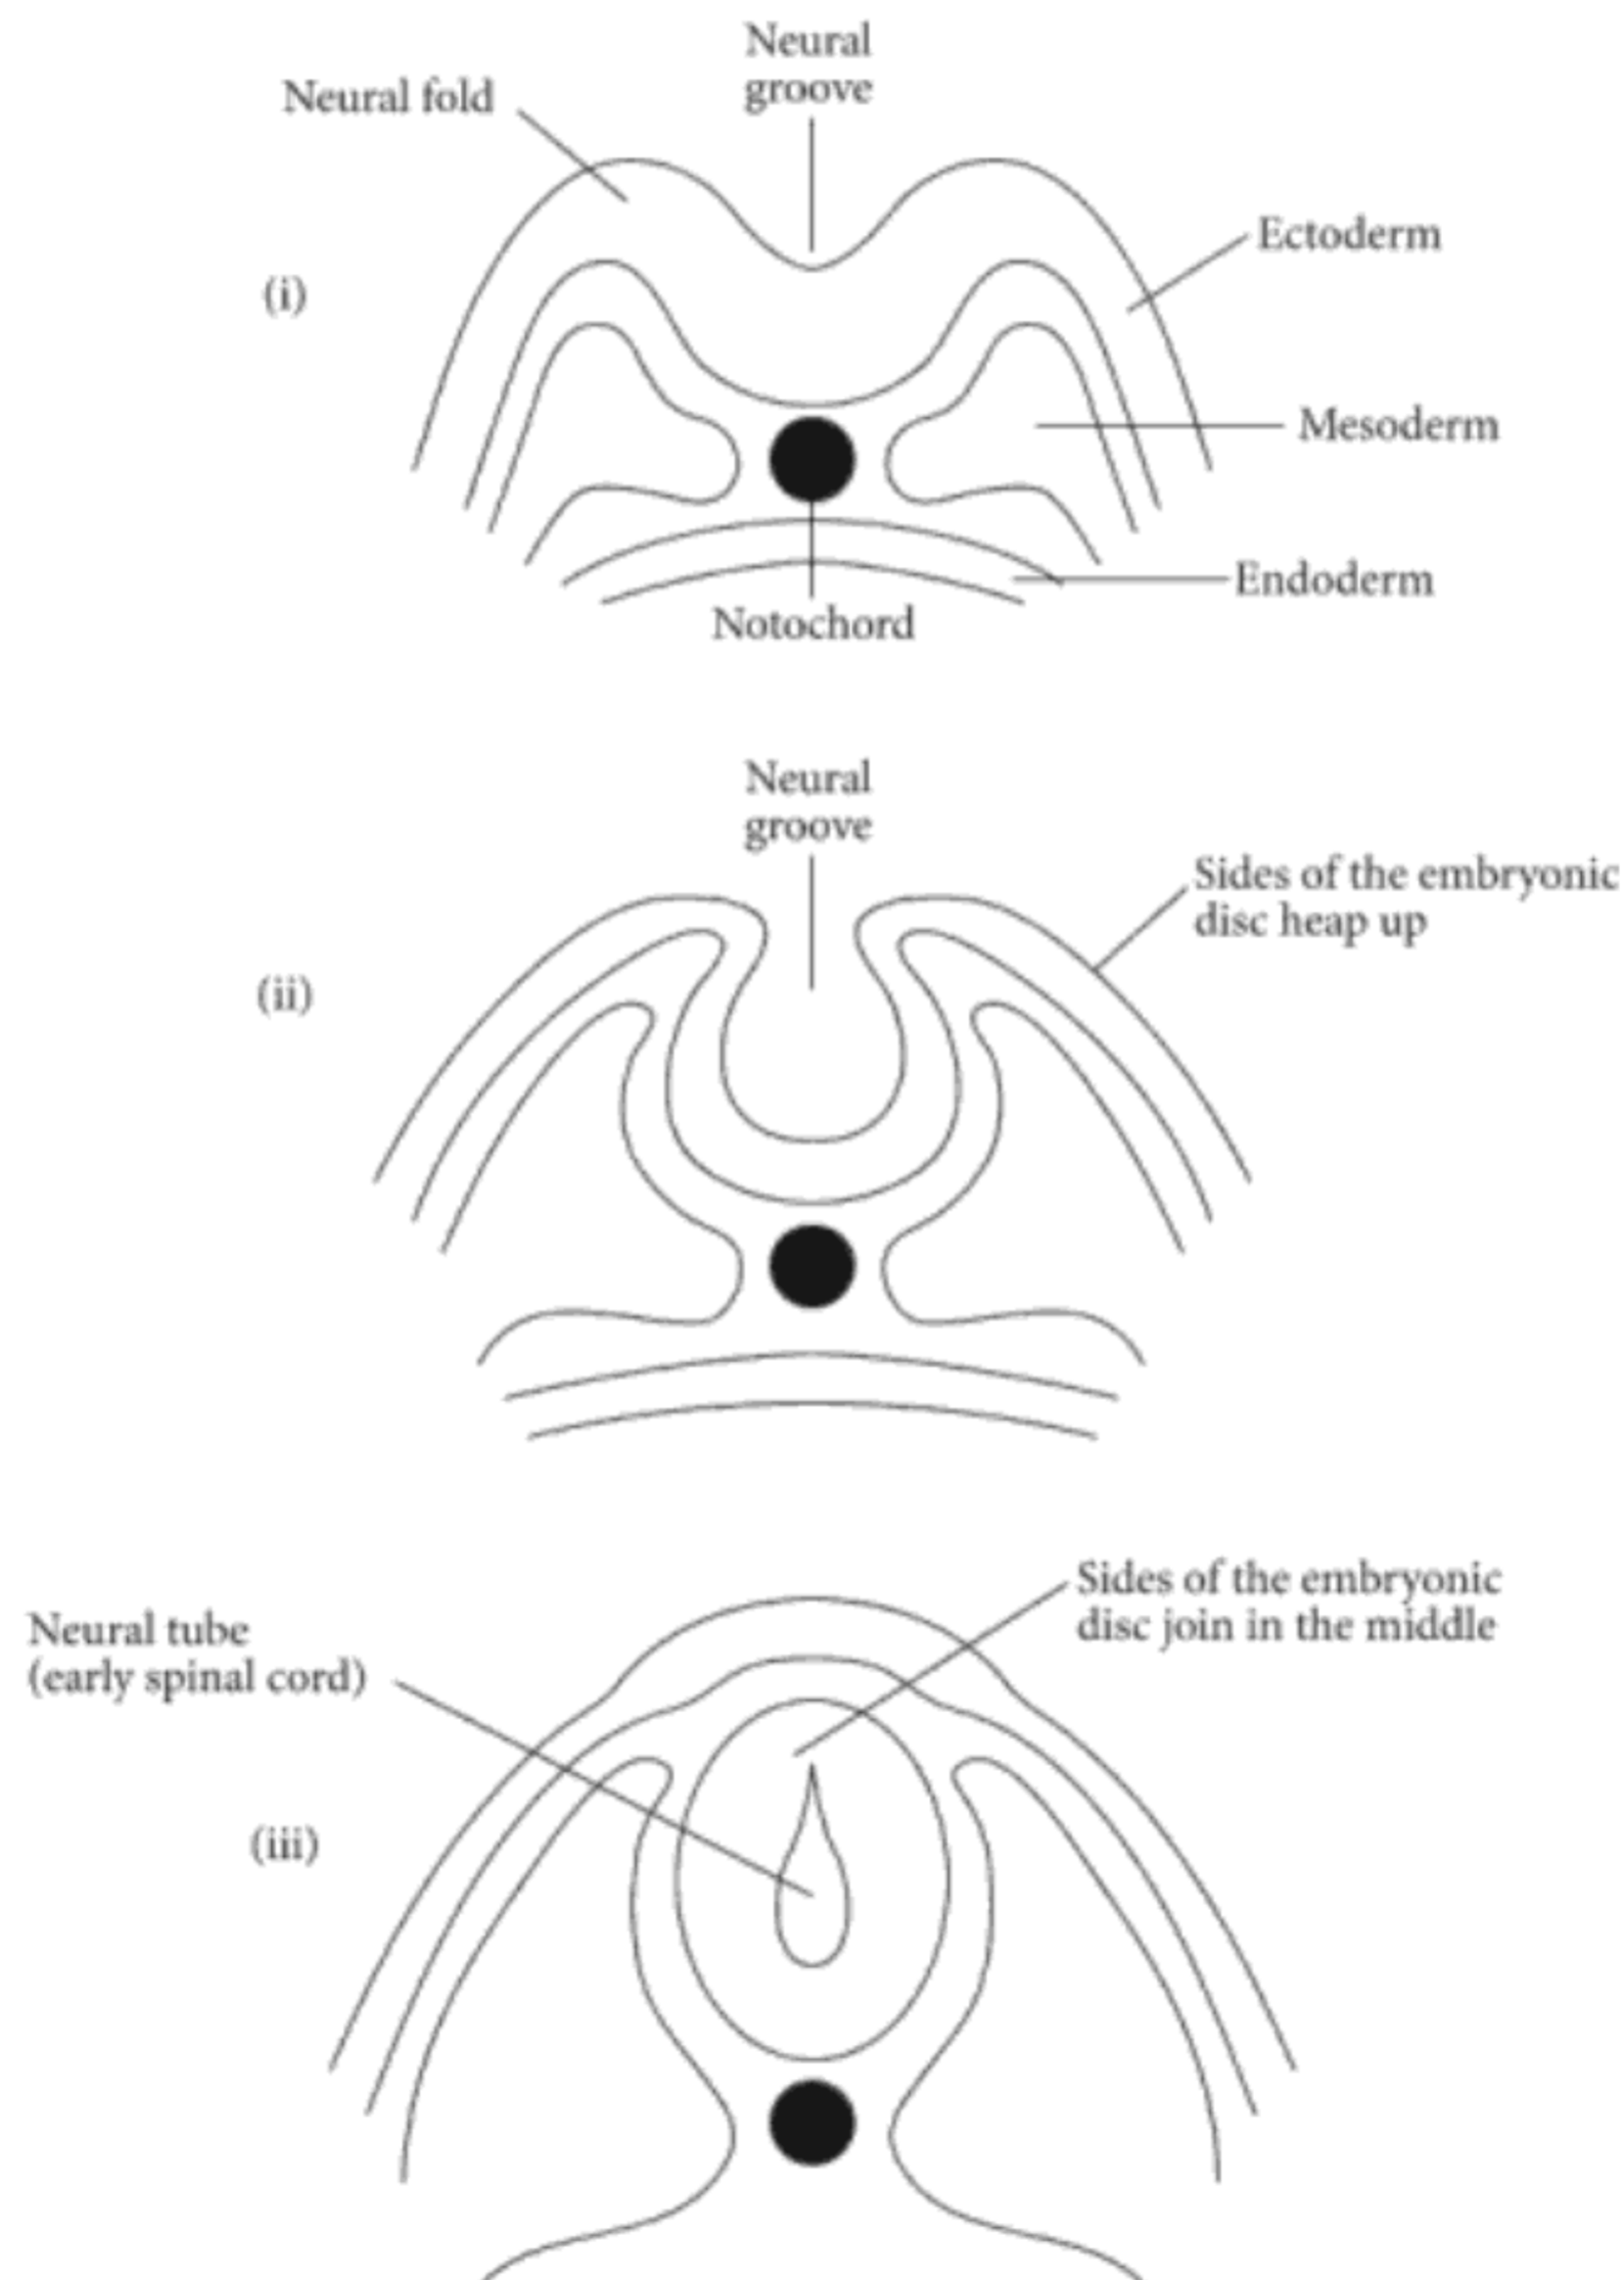 Neural
groove
Neural fold
Ectoderm
(i)
Mesoderm
Endoderm
Notochord
Neural
groove
Sides of the embryonic
disc heap up
(ii)
Sides of the embryonic
disc join in the middle
Neural tube
(early spinal cord)
(iii)